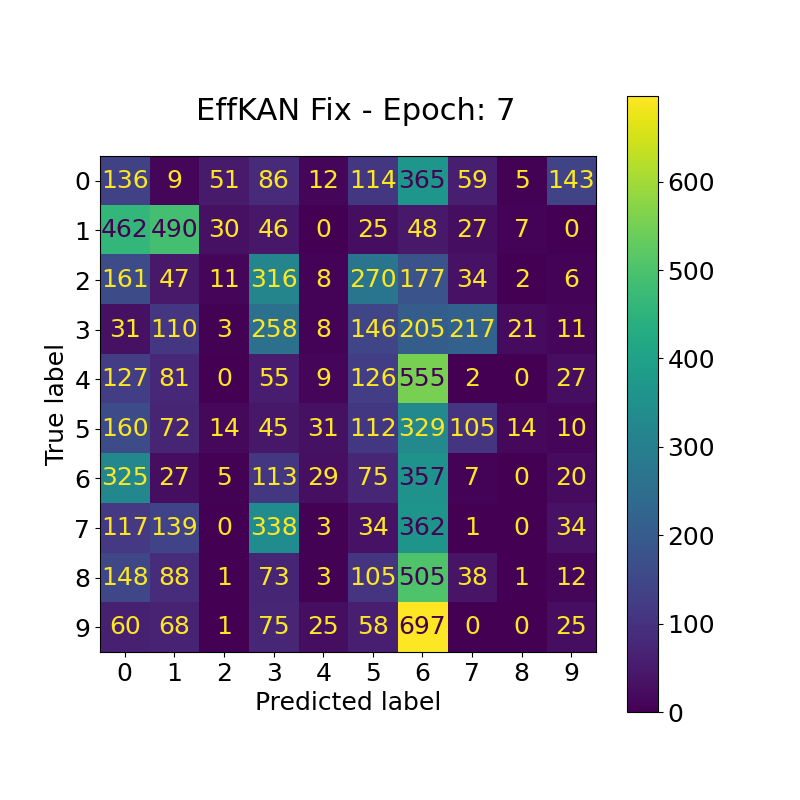 EffKAN Fix - Epoch: 7
0 136 9 51 86 12 114 365 59 5 143
1 462 490 30 46 0 25 48 27 7 0
2 161 47 11 316 8 270 177 34 2 6
3 31 110 3 258 8 146 205 217 21 11
4 127 81 0 55 9 126 555 2 0 27
5 160 72 14 45 31 112 329 105 14 10
6 325 27 5 113 29 75 357 7 0 20
7 117 139 0 338 3 34 362 1 0 34
8 148 88 1 73 3 105 505 38 1 12
9 60 68 1 75 25 58 697 0 0 25
0 1 2 3 4 5 6 7 8 9
Predicted label
True label
600
500
400
300
200
100
0